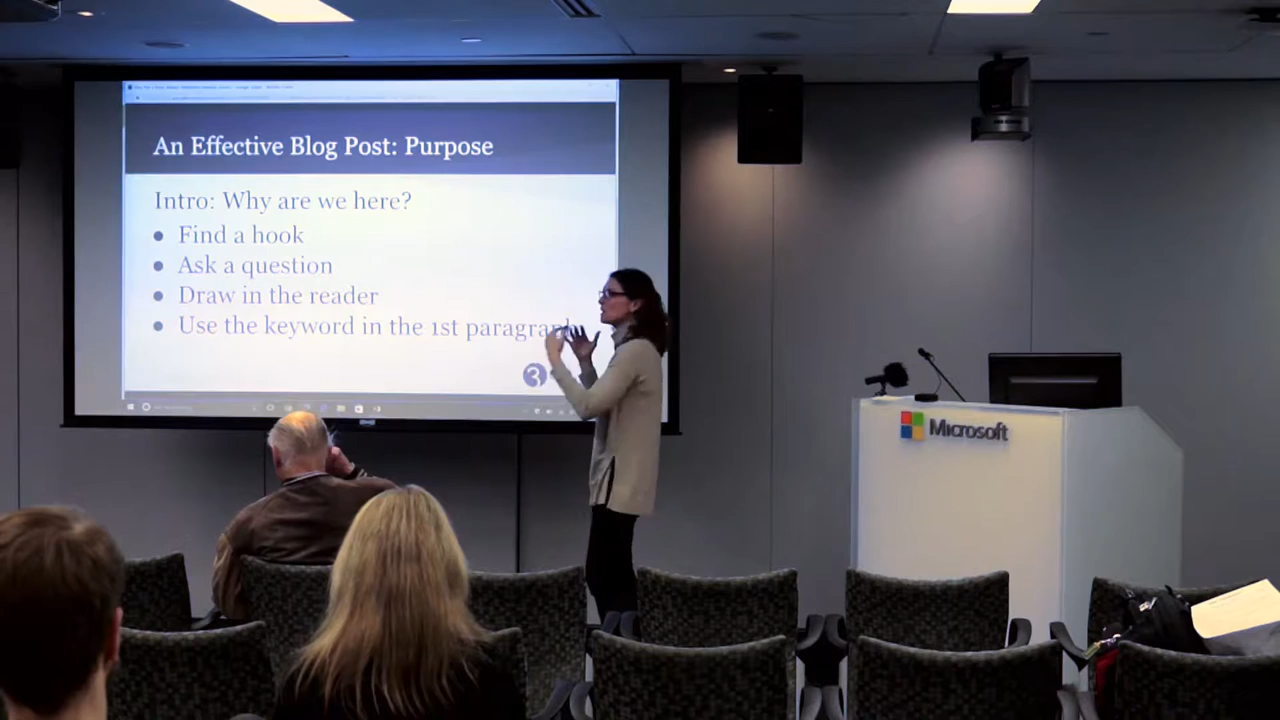 An Effective Blog Post: Purpose
Intro: Why are we here?
• Find a hook
• Ask a question
• Draw in the reader
• Use the keyword in the 1st paragraph
3
Microsoft